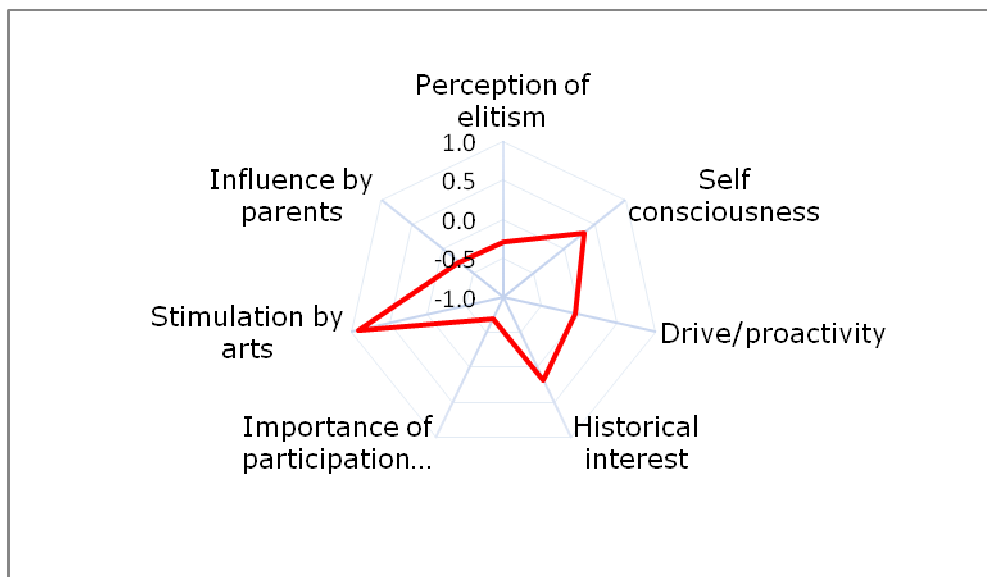 Perception of
elitism
1.0
0.5
0.0
-0.5
-1.0
Self
consciousness
Drive/proactivity
Historical
interest
Importance of
participation...
Stimulation by
arts
Influence by
parents